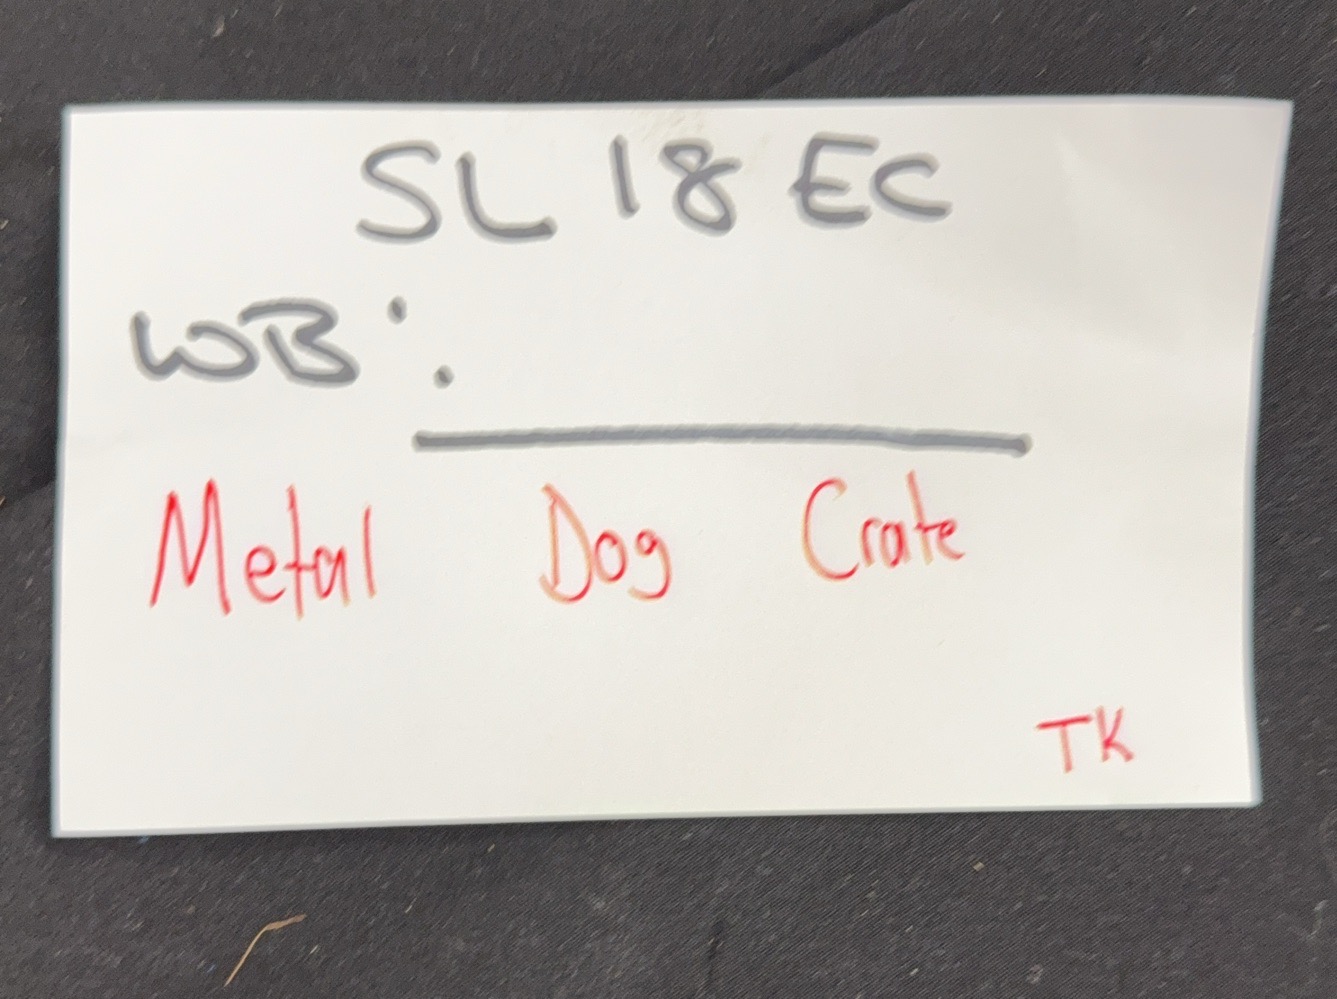 SL 18 EC
WB:
Metal Dog Crate
TK